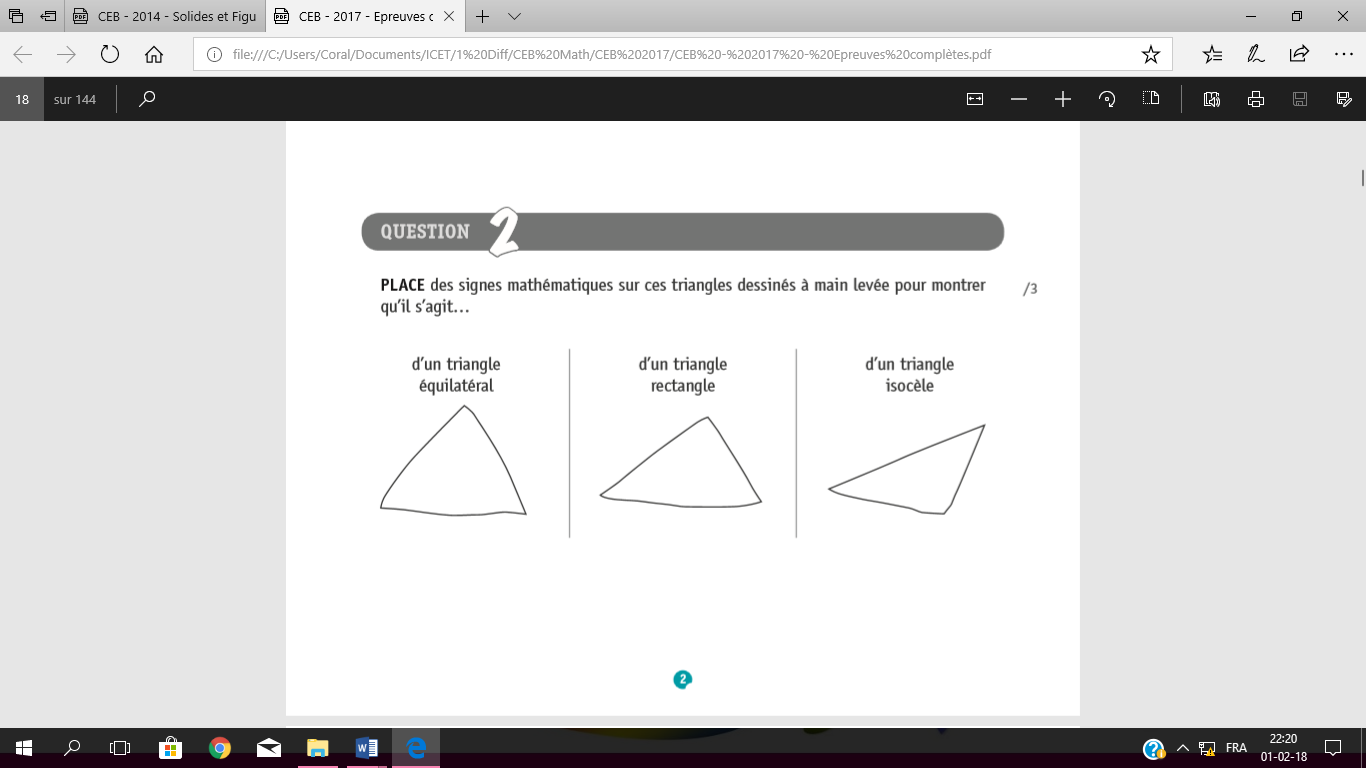 CEB - 2014 - Solides et Figu
CEB - 2017 - Epreuves c
file:///C:/Users/Coral/Documents/ICET/1%20Diff/CEB%20Math/CEB%202017/CEB%20-%202017%20-%20Epreuves%20complètes.pdf
18 sur 144
QUESTION 2
PLACE des signes mathématiques sur ces triangles dessinés à main levée pour montrer /3
qu'il s'agit...
d'un triangle
équilatéral
d'un triangle
rectangle
d'un triangle
isocèle
2
FRA
22:20
01-02-18